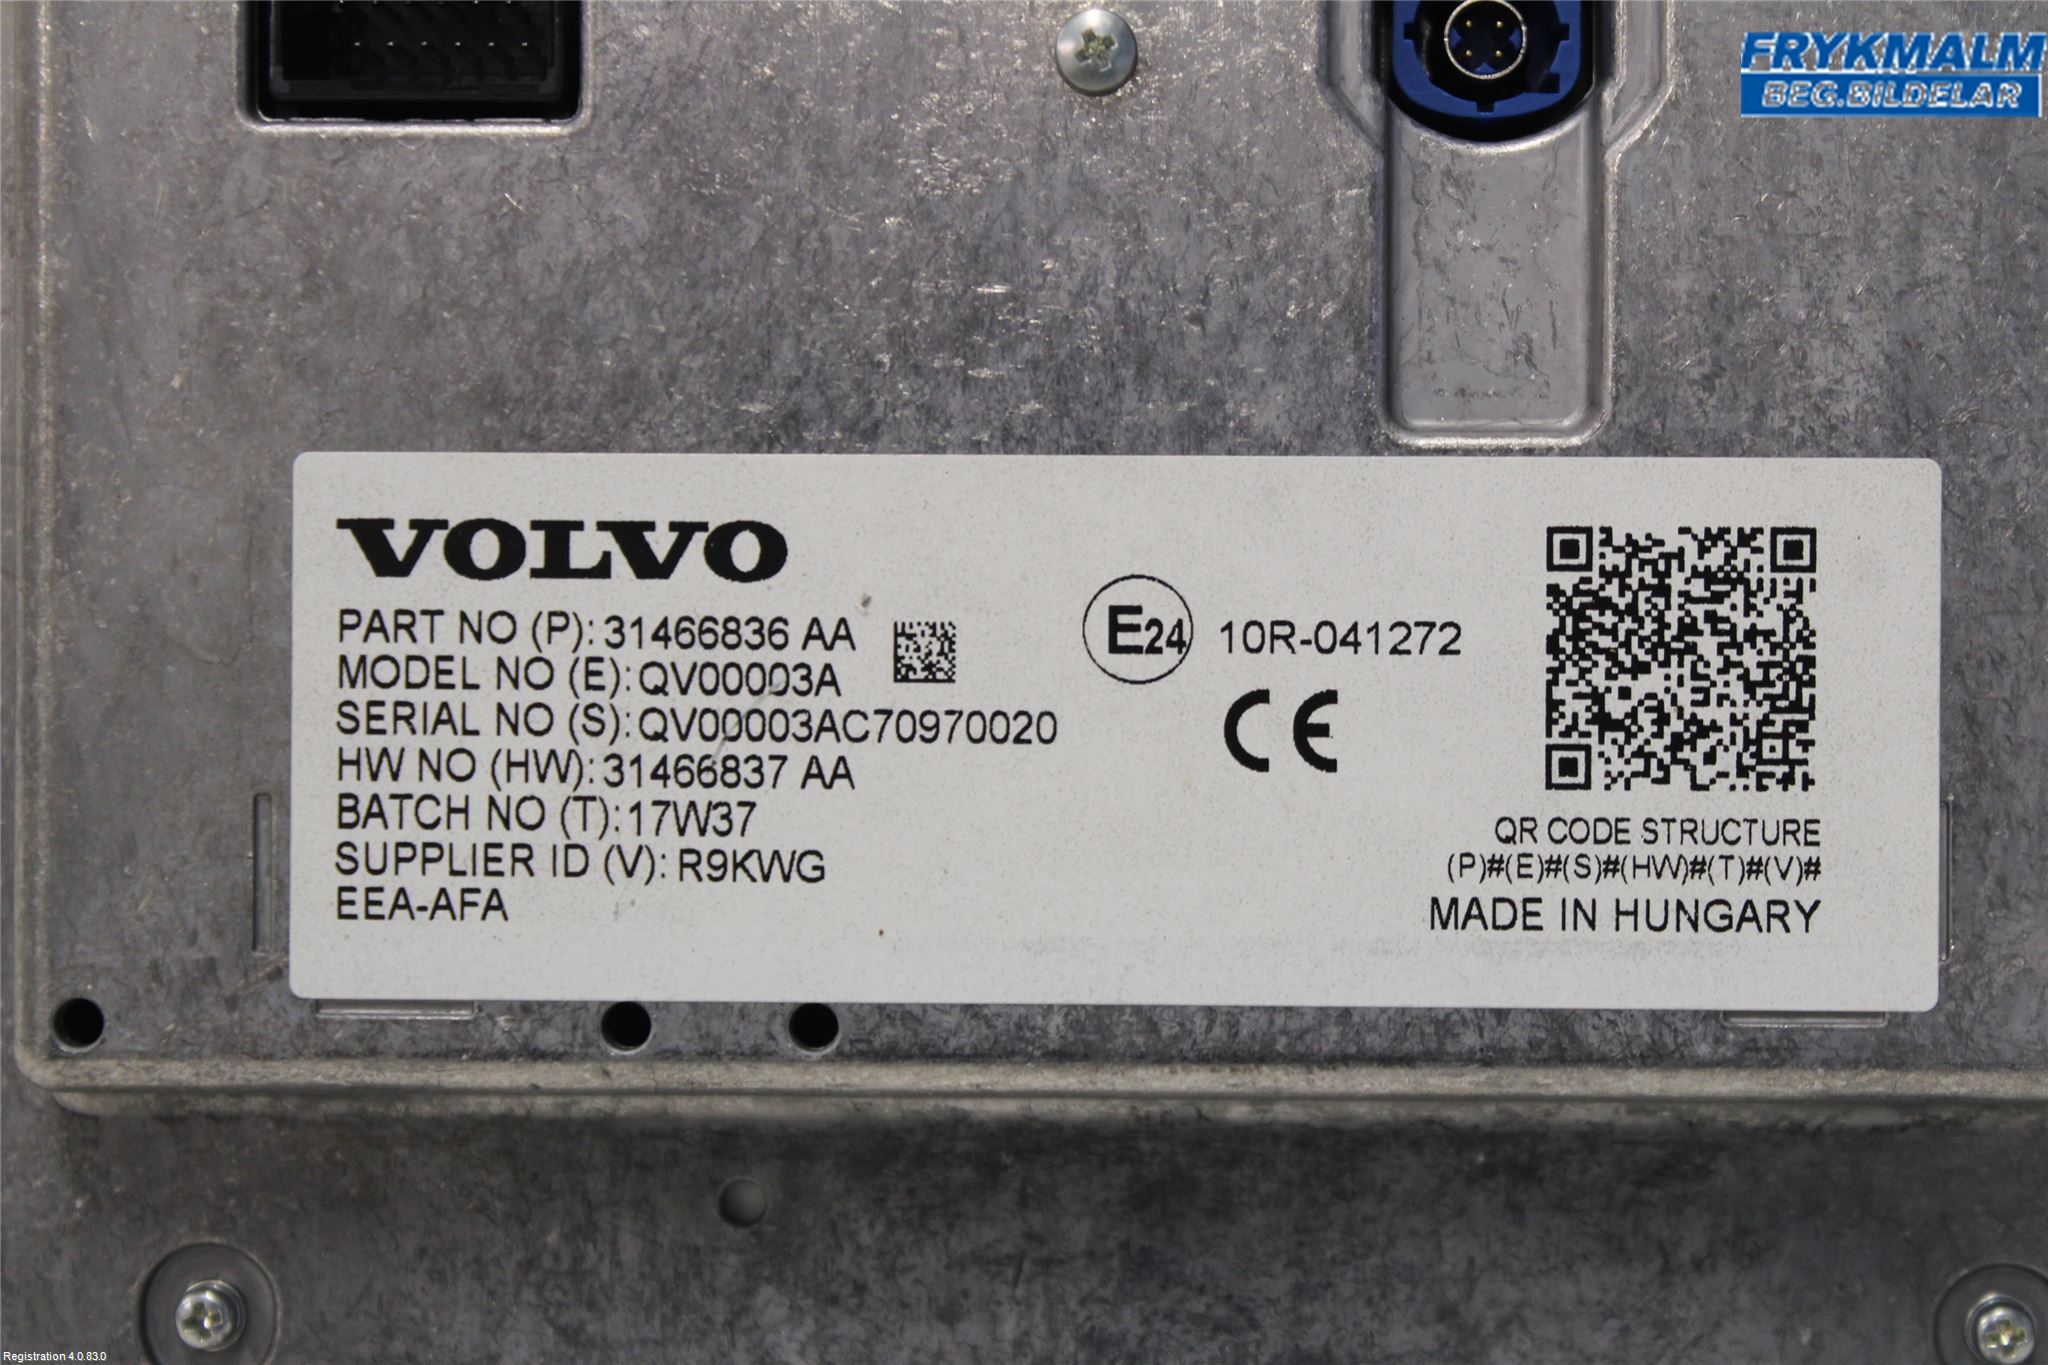 FRYKMALM
BEG.BILDELAR
VOLVO
PART NO (P): 31466836 AA
MODEL NO (E): QV00003A
SERIAL NO (S): QV00003AC70970020
HW NO (HW): 31466837 AA
BATCH NO (T): 17W37
SUPPLIER ID (V): R9KWG
EEA-AFA
E24 10R-041272
CE
QR CODE STRUCTURE
(P)#(E)#(S)#(HW)#(T)#(V)#
MADE IN HUNGARY
Registration 4.0.83.0